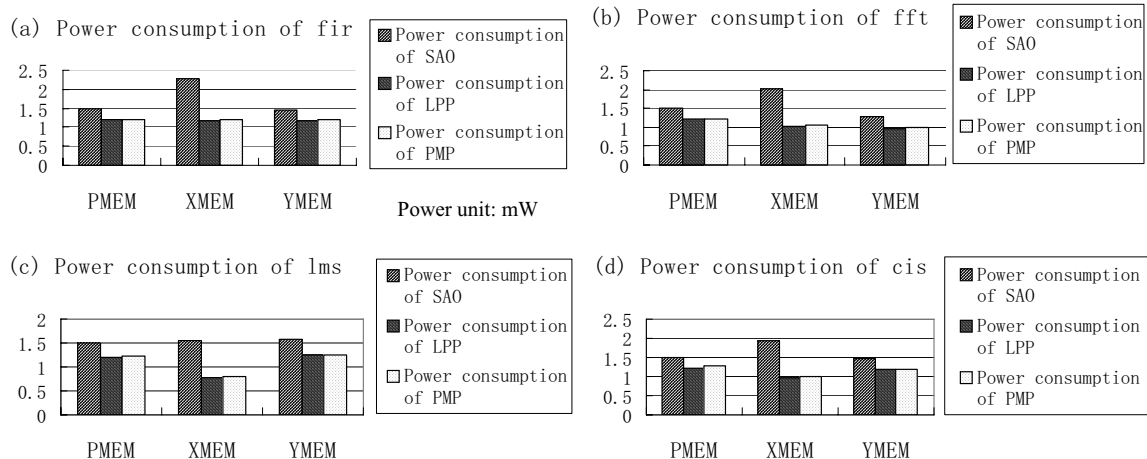 (a) Power consumption of fir
2.5
2
1.5
1
0.5
0
PMEM XMEM YMEM
Power consumption
of SAO
Power consumption
of LPP
Power consumption
of PMP
(b) Power consumption of fft
2.5
2
1.5
1
0.5
0
PMEM XMEM YMEM
Power consumption
of SAO
Power consumption
of LPP
Power consumption
of PMP
Power unit: mW
(c) Power consumption of lms
2
1.5
1
0.5
0
PMEM XMEM YMEM
Power consumption
of SAO
Power consumption
of LPP
Power consumption
of PMP
(d) Power consumption of cis
2.5
2
1.5
1
0.5
0
PMEM XMEM YMEM
Power consumption
of SAO
Power consumption
of LPP
Power consumption
of PMP